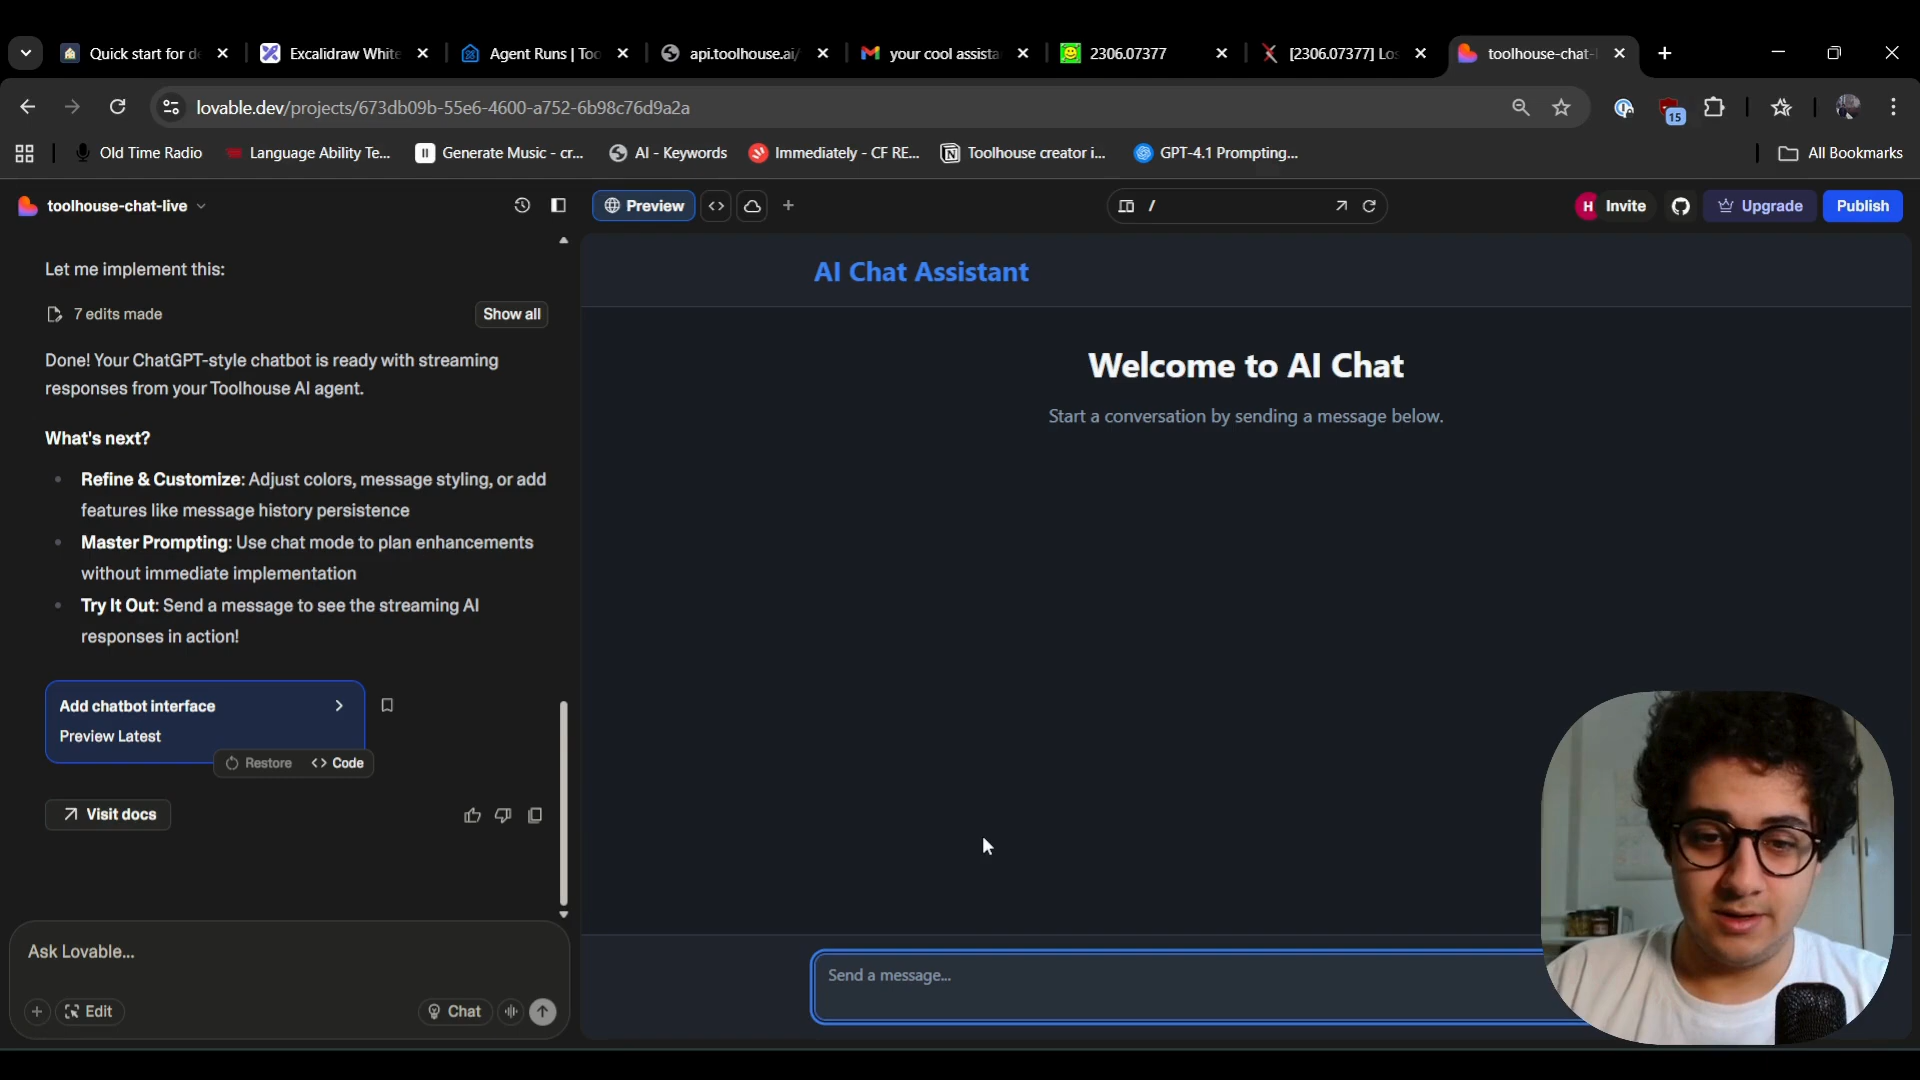 Quick start for de
Excalidraw White
Agent Runs | Too
api.toolhouse.ai/
your cool assista
2306.07377
[2306.07377] Los
toolhouse-chat-l
lovable.dev/projects/673db09b-55e6-4600-a752-6b98c76d9a2a
15
Old Time Radio
Language Ability Te...
Generate Music - cr...
AI - Keywords
Immediately - CF RE...
Toolhouse creator i...
GPT-4.1 Prompting...
All Bookmarks
toolhouse-chat-live
Preview
/
H
Invite
Upgrade
Publish
Let me implement this:
7 edits made
Show all
Done! Your ChatGPT-style chatbot is ready with streaming
responses from your Toolhouse AI agent.
What's next?
Refine & Customize: Adjust colors, message styling, or add
features like message history persistence
Master Prompting: Use chat mode to plan enhancements
without immediate implementation
Try It Out: Send a message to see the streaming AI
responses in action!
Add chatbot interface
Preview Latest
Restore
Code
Visit docs
Ask Lovable...
Edit
Chat
AI Chat Assistant
Welcome to AI Chat
Start a conversation by sending a message below.
Send a message...